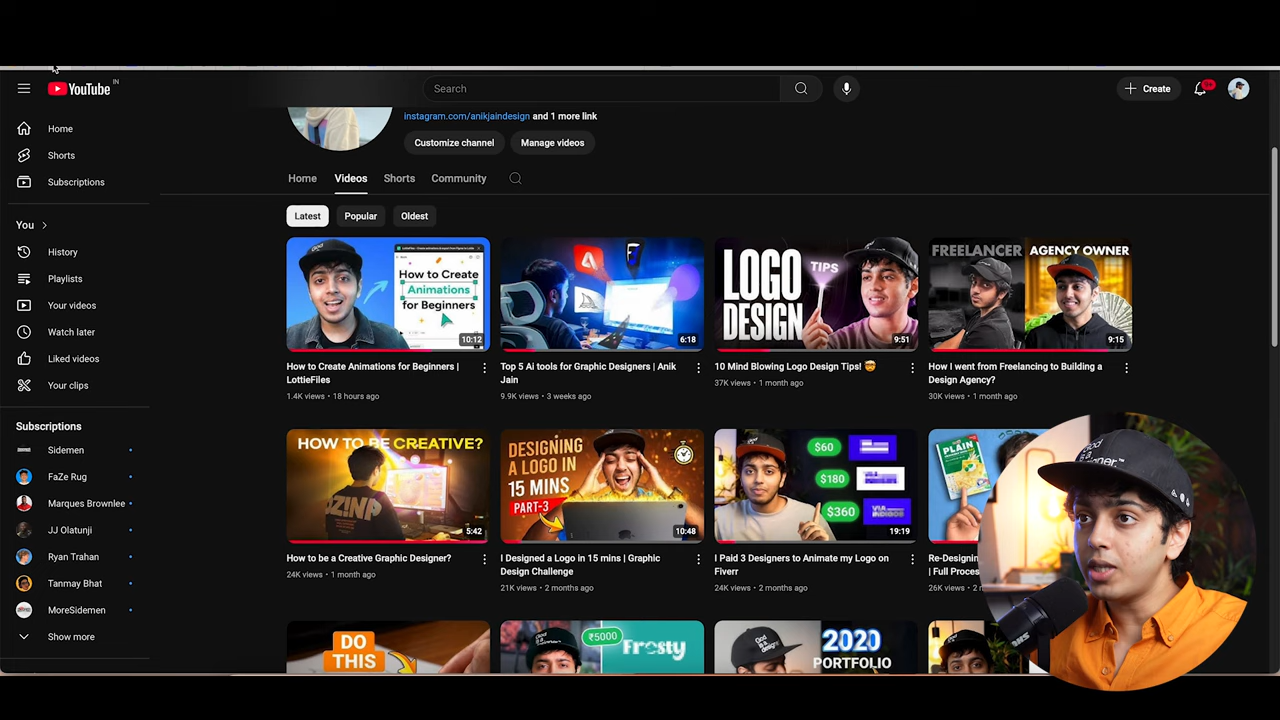 YouTube IN
Search
Create
instagram.com/anikjaindesign and 1 more link
Customize channel
Manage videos
Home
Shorts
Subscriptions
You
History
Playlists
Your videos
Watch later
Liked videos
Your clips
Subscriptions
Sidemen
FaZe Rug
Marques Brownlee
JJ Olatunji
Ryan Trahan
Tanmay Bhat
MoreSidemen
Show more
Home
Videos
Shorts
Community
Latest
Popular
Oldest
How to Create
Animations
for Beginners
10:12
How to Create Animations for Beginners |
LottieFiles
1.4K views • 18 hours ago
6:18
Top 5 Ai tools for Graphic Designers | Anik
Jain
9.9K views • 3 weeks ago
LOGO
DESIGN
TIPS
9:51
10 Mind Blowing Logo Design Tips! 🤯
37K views • 1 month ago
FREELANCER
AGENCY OWNER
9:15
How I went from Freelancing to Building a
Design Agency?
30K views • 1 month ago
HOW TO BE CREATIVE?
5:42
How to be a Creative Graphic Designer?
24K views • 1 month ago
DESIGNING
A LOGO IN
15 MINS
PART-3
10:48
I Designed a Logo in 15 mins | Graphic
Design Challenge
21K views • 2 months ago
$60
$180
$360
19:19
I Paid 3 Designers to Animate my Logo on
Fiverr
24K views • 2 months ago
PLAIN
Re-Designin
| Full Proces
26K views • 2
DO
THIS
₹5000
Frosty
2020
PORTFOLIO